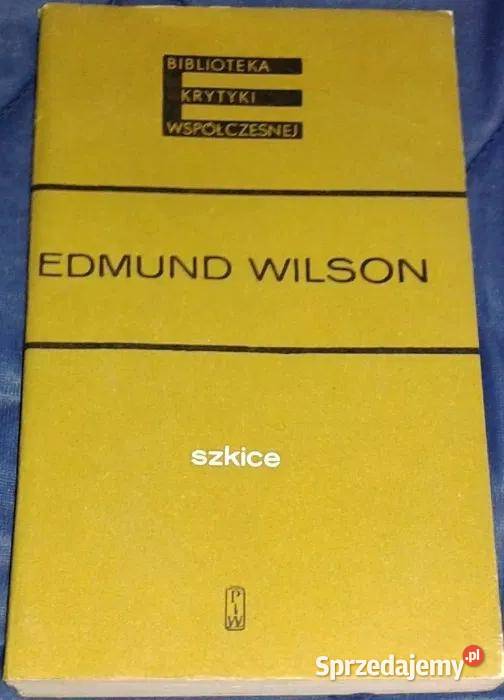 BIBLIOTEKA
KRYTYKI
WSPÓŁCZESNEJ
EDMUND WILSON
szkice
PIW
Sprzedajemy.pl